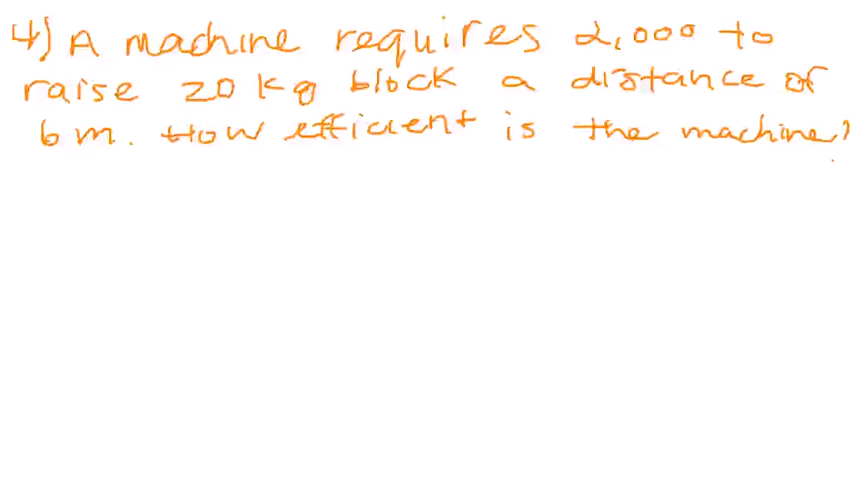 4) A machine requires 2,000 to
raise 20 kg block a distance of
6 m. How efficient is the machine?